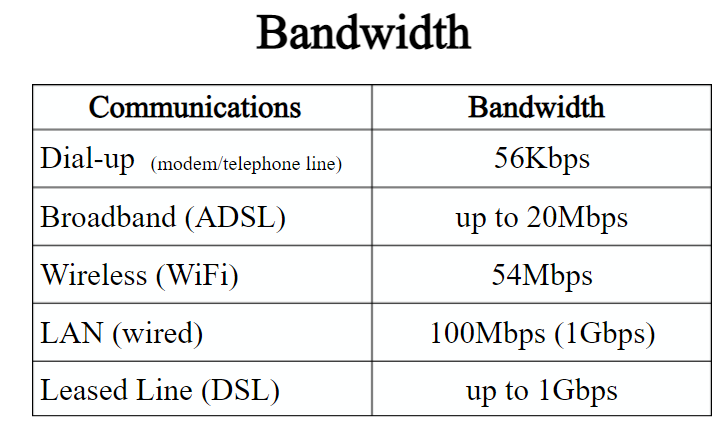 Bandwidth
Communications Bandwidth
Dial-up (modem/telephone line) 56Kbps
Broadband (ADSL) up to 20Mbps
Wireless (WiFi) 54Mbps
LAN (wired) 100Mbps (1Gbps)
Leased Line (DSL) up to 1Gbps